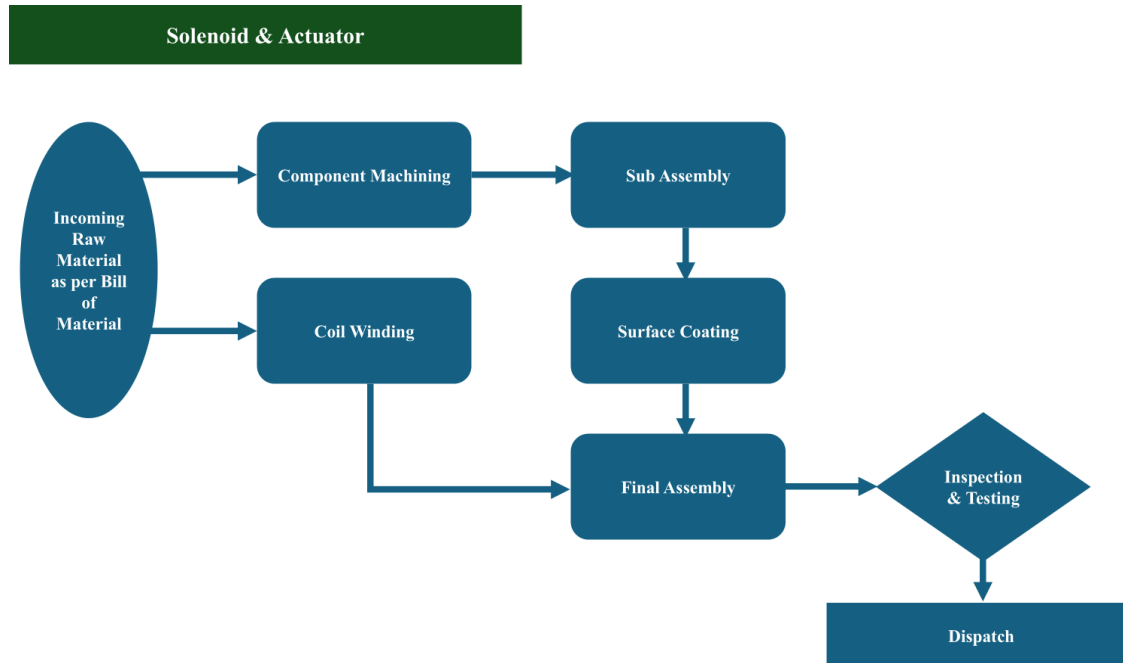 Solenoid & Actuator
Incoming
Raw
Material
as per Bill
of
Material
Component Machining
Sub Assembly
Coil Winding
Surface Coating
Final Assembly
Inspection
& Testing
Dispatch